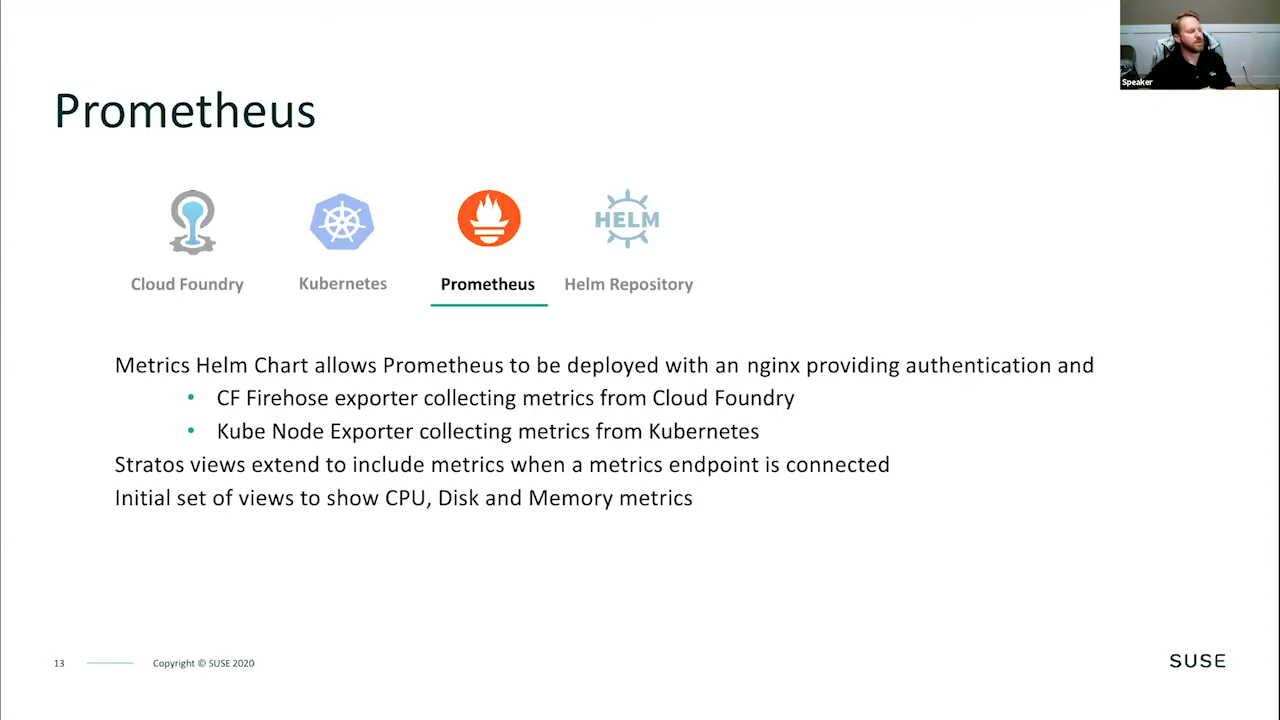 Speaker
Prometheus
HELM
Cloud Foundry
Kubernetes
Prometheus
Helm Repository
Metrics Helm Chart allows Prometheus to be deployed with an nginx providing authentication and
• CF Firehose exporter collecting metrics from Cloud Foundry
• Kube Node Exporter collecting metrics from Kubernetes
Stratos views extend to include metrics when a metrics endpoint is connected
Initial set of views to show CPU, Disk and Memory metrics
13
Copyright © SUSE 2020
SUSE